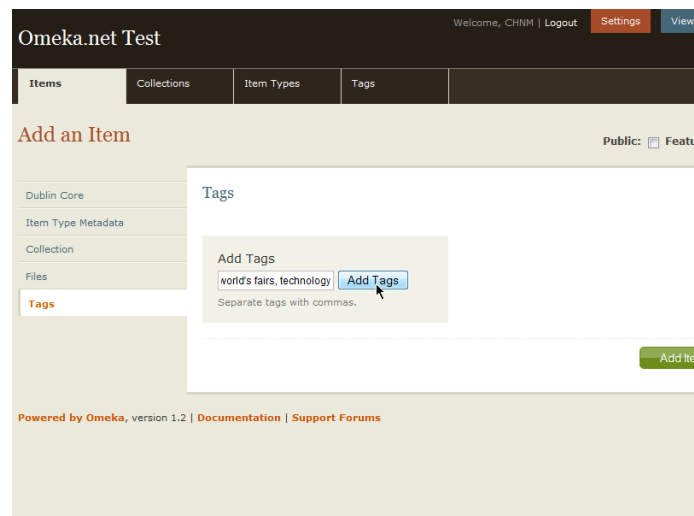 Welcome, CHNM | Logout
Settings
View
Omeka.net Test
Items
Collections
Item Types
Tags
Add an Item
Public:
Dublin Core
Item Type Metadata
Collection
Files
Tags
Tags
Add Tags
world's fairs, technology
Add Tags
Separate tags with commas.
Add
Powered by Omeka, version 1.2 | Documentation | Support Forums